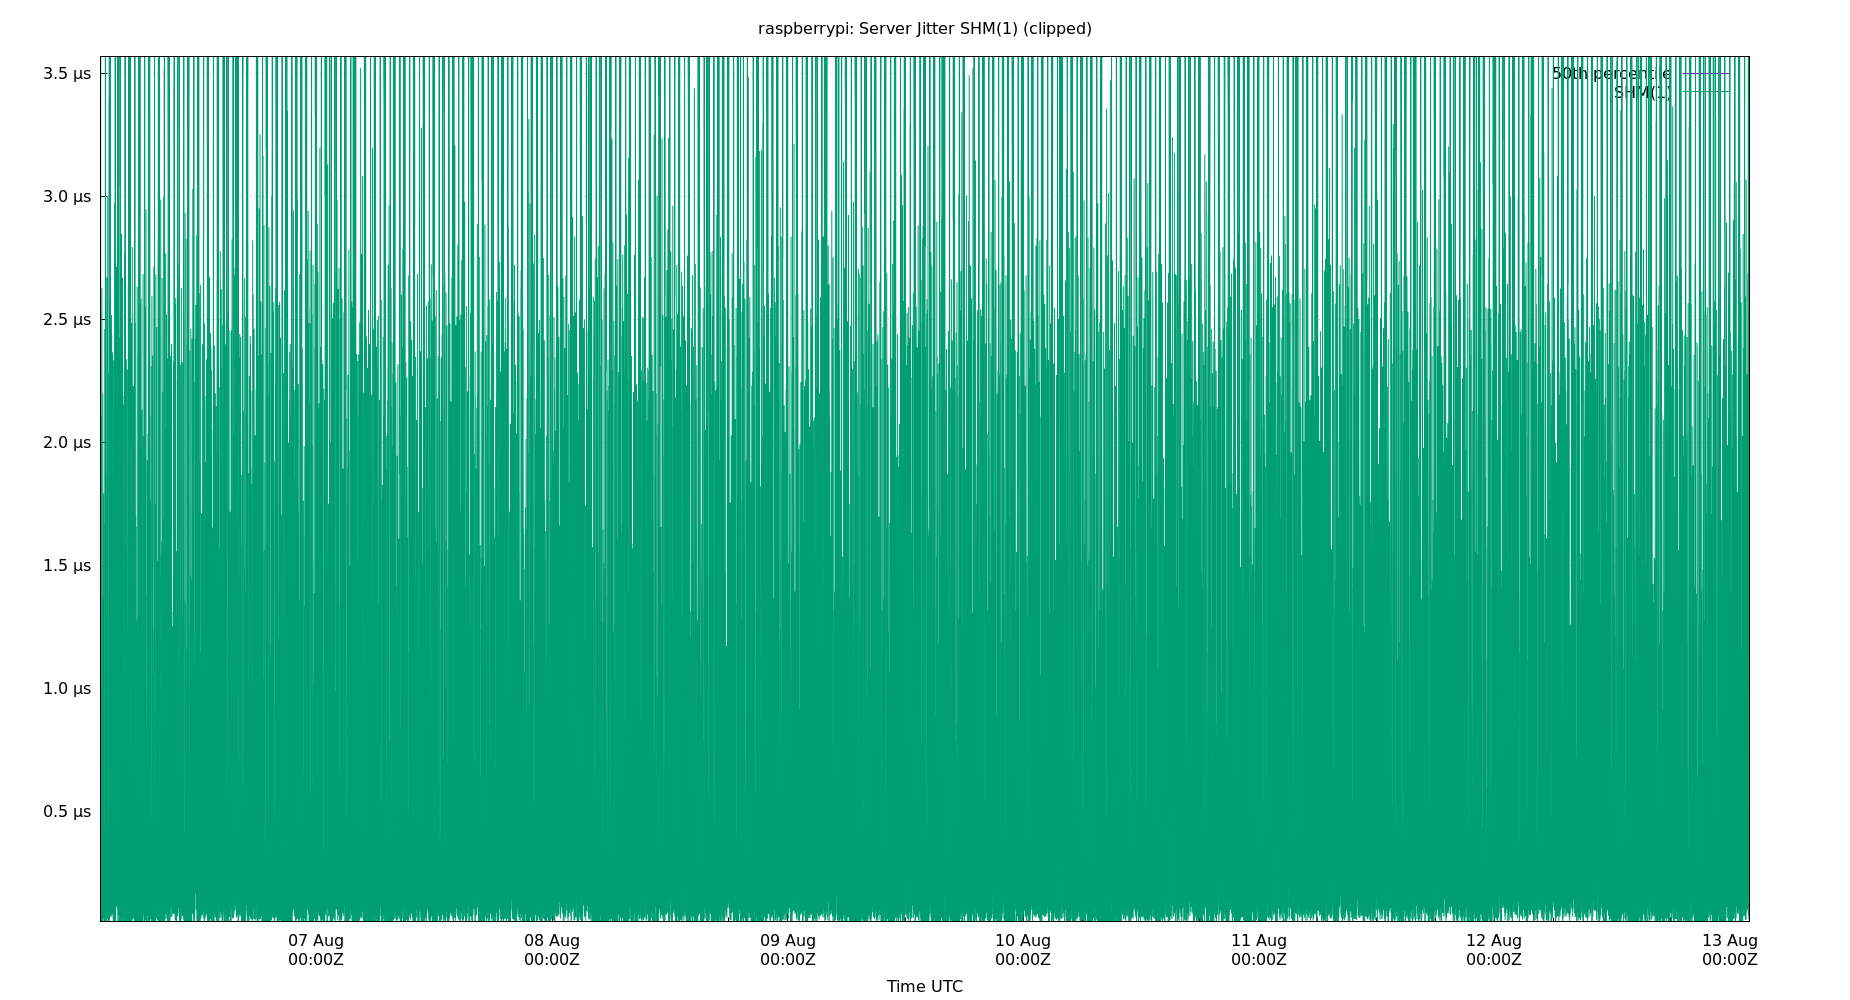 raspberrypi: Server Jitter SHM(1) (clipped)
50th percentile
SHM(1)
3.5 µs
3.0 µs
2.5 µs
2.0 µs
1.5 µs
1.0 µs
0.5 µs
07 Aug 08 Aug 09 Aug 10 Aug 11 Aug 12 Aug 13 Aug
00:00Z 00:00Z 00:00Z 00:00Z 00:00Z 00:00Z 00:00Z
Time UTC